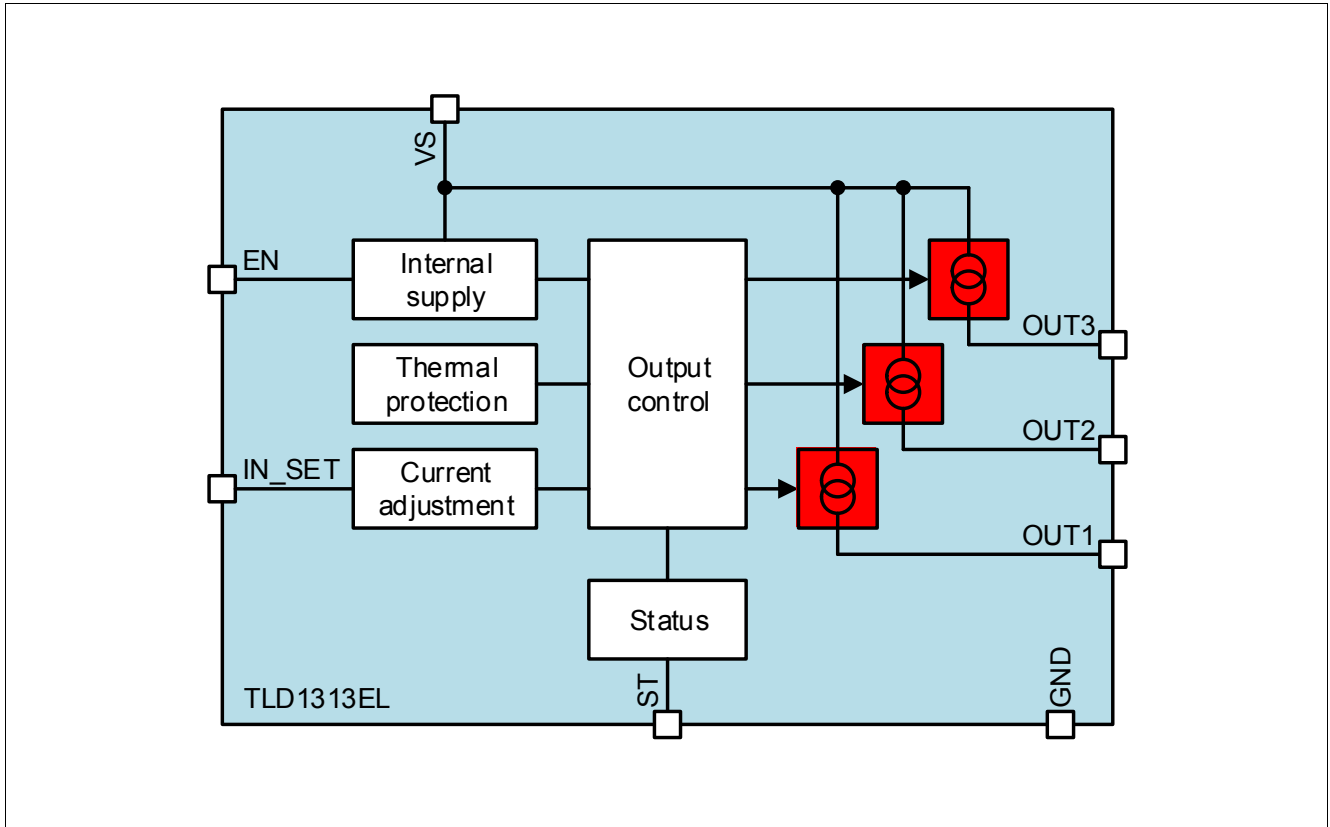 VS
EN
Internal
supply
Thermal
protection
IN_SET
Current
adjustment
Output
control
OUT3
OUT2
OUT1
Status
ST
GND
TLD1313EL